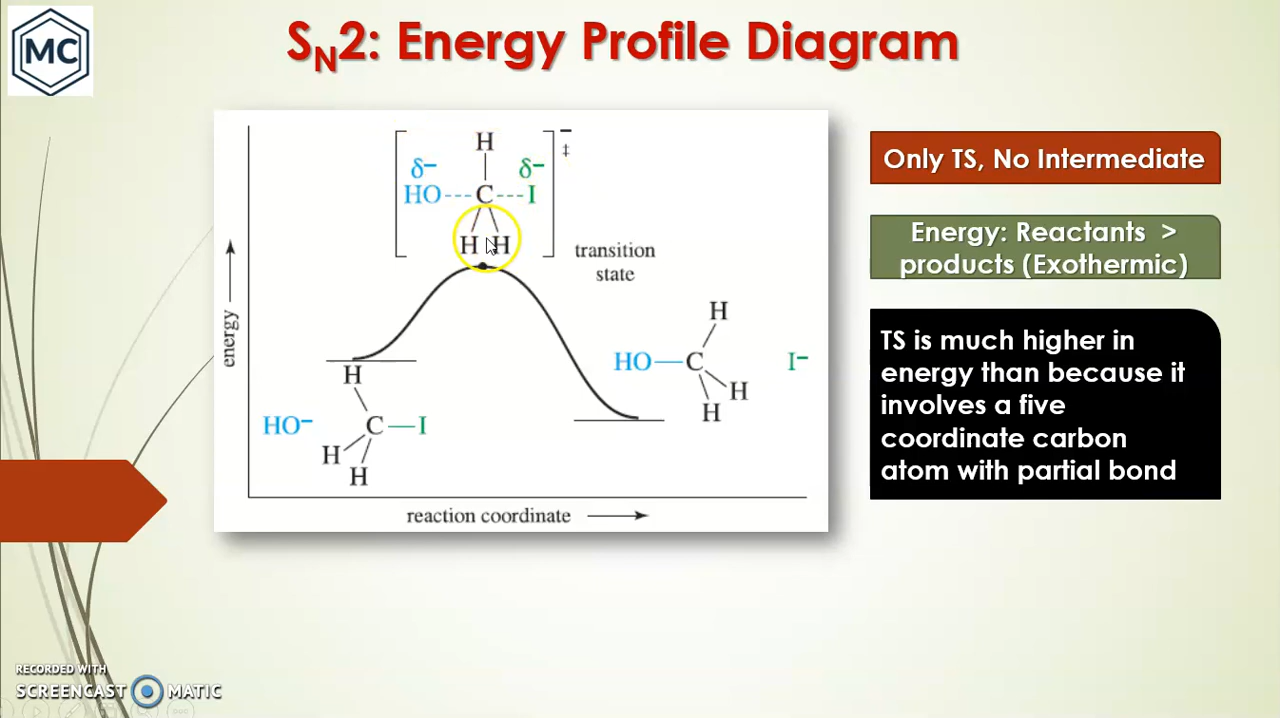 MC
S_N2: Energy Profile Diagram
H
−
‡
δ− δ−
HO---C---I
H H
transition
state
energy
H
HO− C—I
H
H
H
HO—C I−
H
H
reaction coordinate
Only TS, No Intermediate
Energy: Reactants >
products (Exothermic)
TS is much higher in
energy than because it
involves a five
coordinate carbon
atom with partial bond
RECORDED WITH
SCREENCAST MATIC